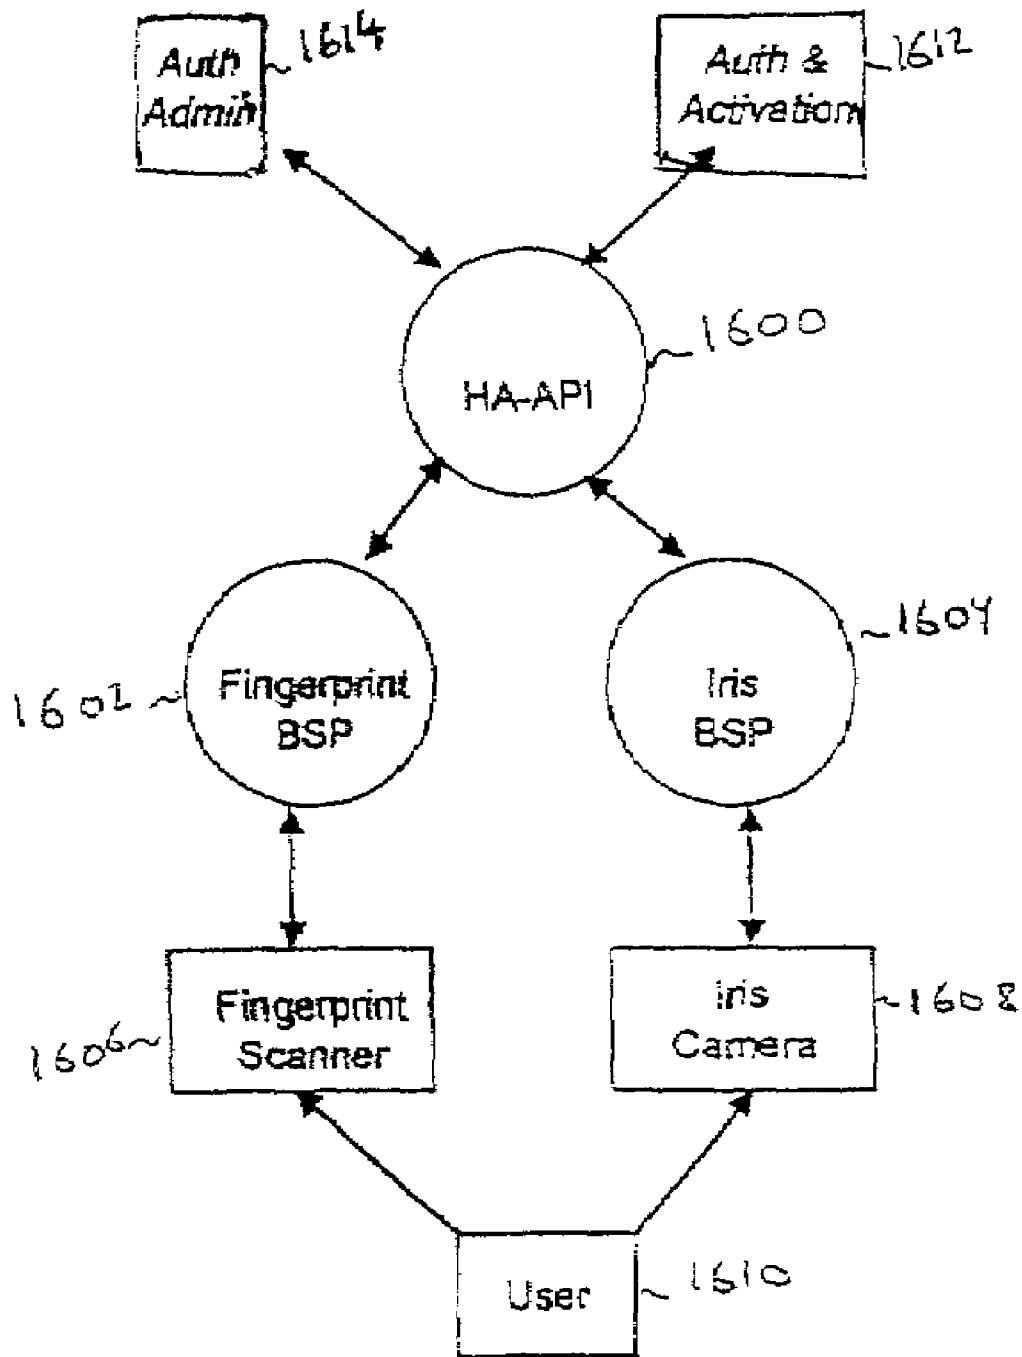 Auth
Admin
1614
Auth &
Activation
1612
HA-API
1600
Fingerprint
BSP
1602
Iris
BSP
1604
Fingerprint
Scanner
1606
Iris
Camera
1608
User
1610